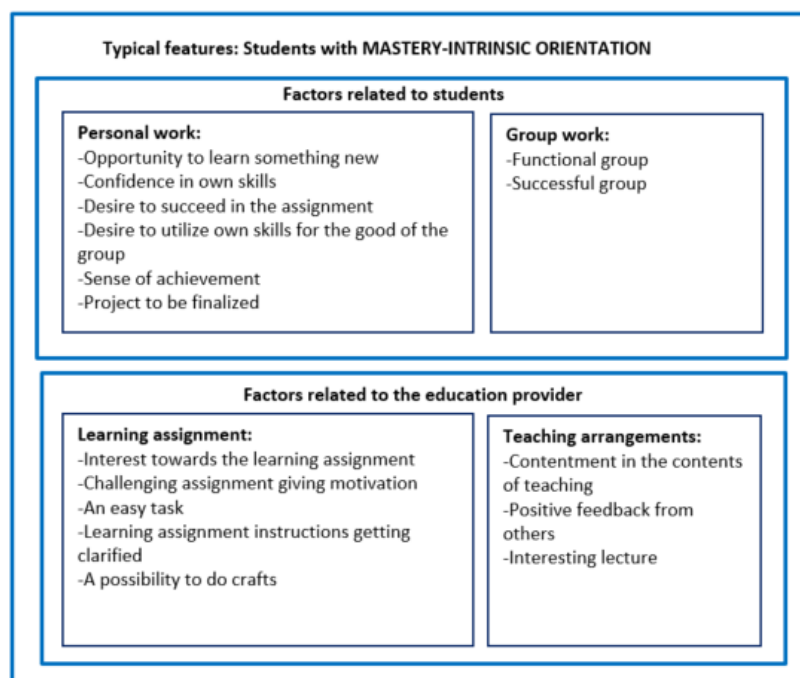 Typical features: Students with MASTERY-INTRINSIC ORIENTATION
Factors related to students
Personal work:
-Opportunity to learn something new
-Confidence in own skills
-Desire to succeed in the assignment
-Desire to utilize own skills for the good of the
group
-Sense of achievement
-Project to be finalized
Group work:
-Functional group
-Successful group
Factors related to the education provider
Learning assignment:
-Interest towards the learning assignment
-Challenging assignment giving motivation
-An easy task
-Learning assignment instructions getting
clarified
-A possibility to do crafts
Teaching arrangements:
-Contentment in the contents
of teaching
-Positive feedback from
others
-Interesting lecture